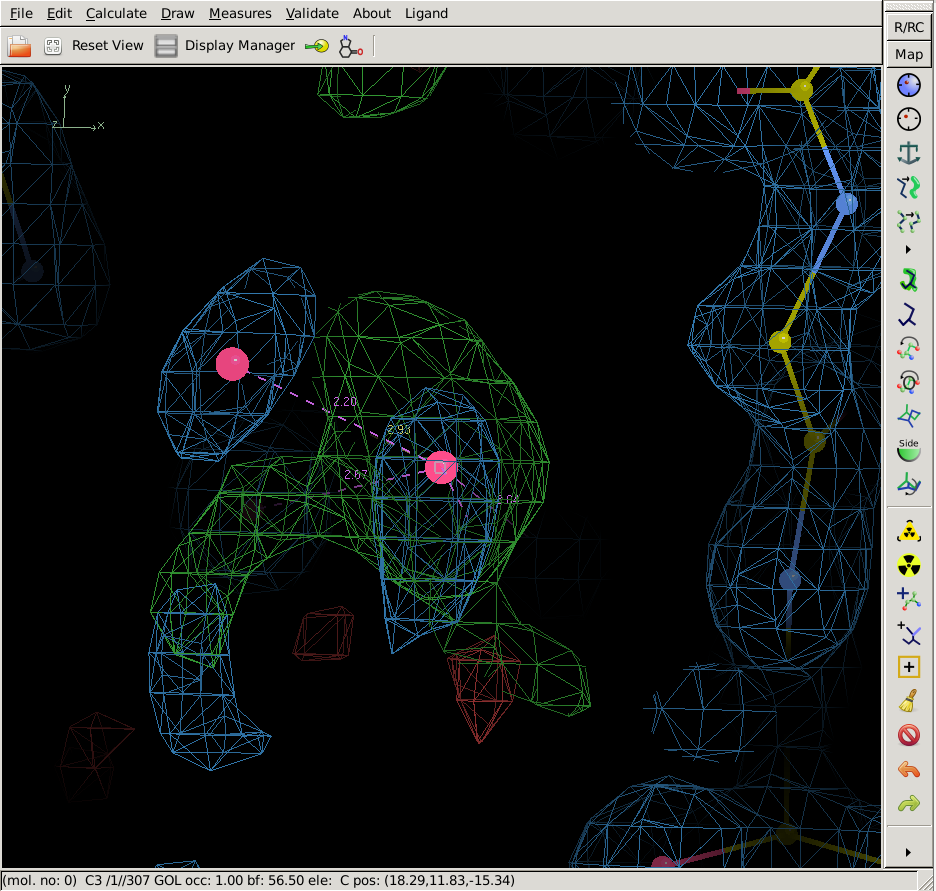 File Edit Calculate Draw Measures Validate About Ligand
R/RC
Reset View Display Manager
Map
y
z x
2.20
2.93
2.67
Side
(mol. no: 0) C3 /1//307 GOL occ: 1.00 bf: 56.50 ele: C pos: (18.29,11.83,-15.34)